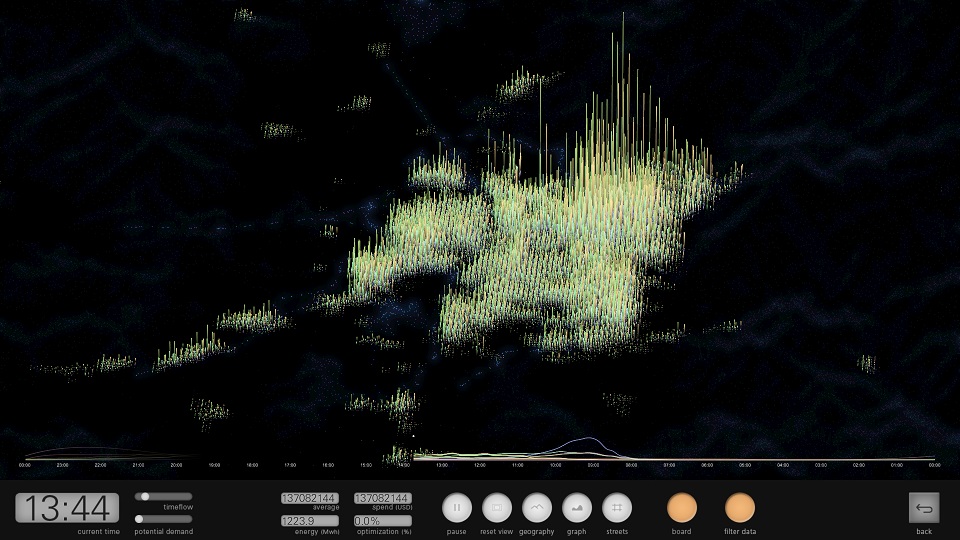 00:00 23:00 22:00 21:00 20:00 19:00 18:00 17:00 16:00 15:00 14:00 13:00 12:00 11:00 10:00 09:00 08:00 07:00 06:00 05:00 04:00 03:00 02:00 01:00 00:00
13:44
current time
timeflow
potential demand
137082144
average
137082144
spend (USD)
1223.9
energy (Mwh)
0.0%
optimization (%)
pause
reset view
geography
graph
streets
board
filter data
back